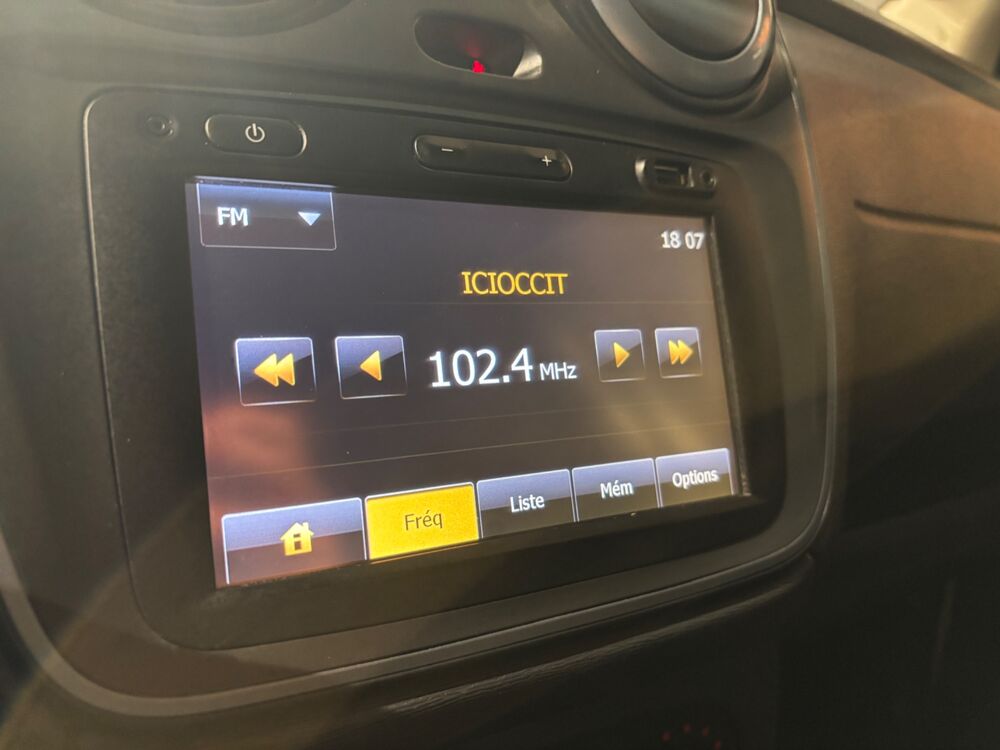 − +
FM
18 07
ICIOCCIT
102.4 MHz
Fréq Liste Mém Options